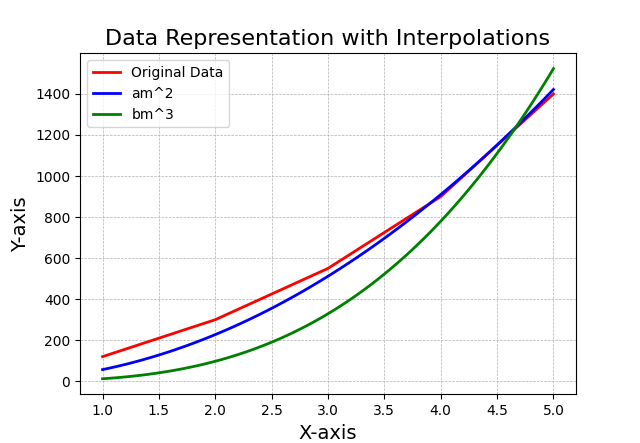 Data Representation with Interpolations
Original Data
am^2
bm^3
Y-axis
1400
1200
1000
800
600
400
200
0
1.0 1.5 2.0 2.5 3.0 3.5 4.0 4.5 5.0
X-axis